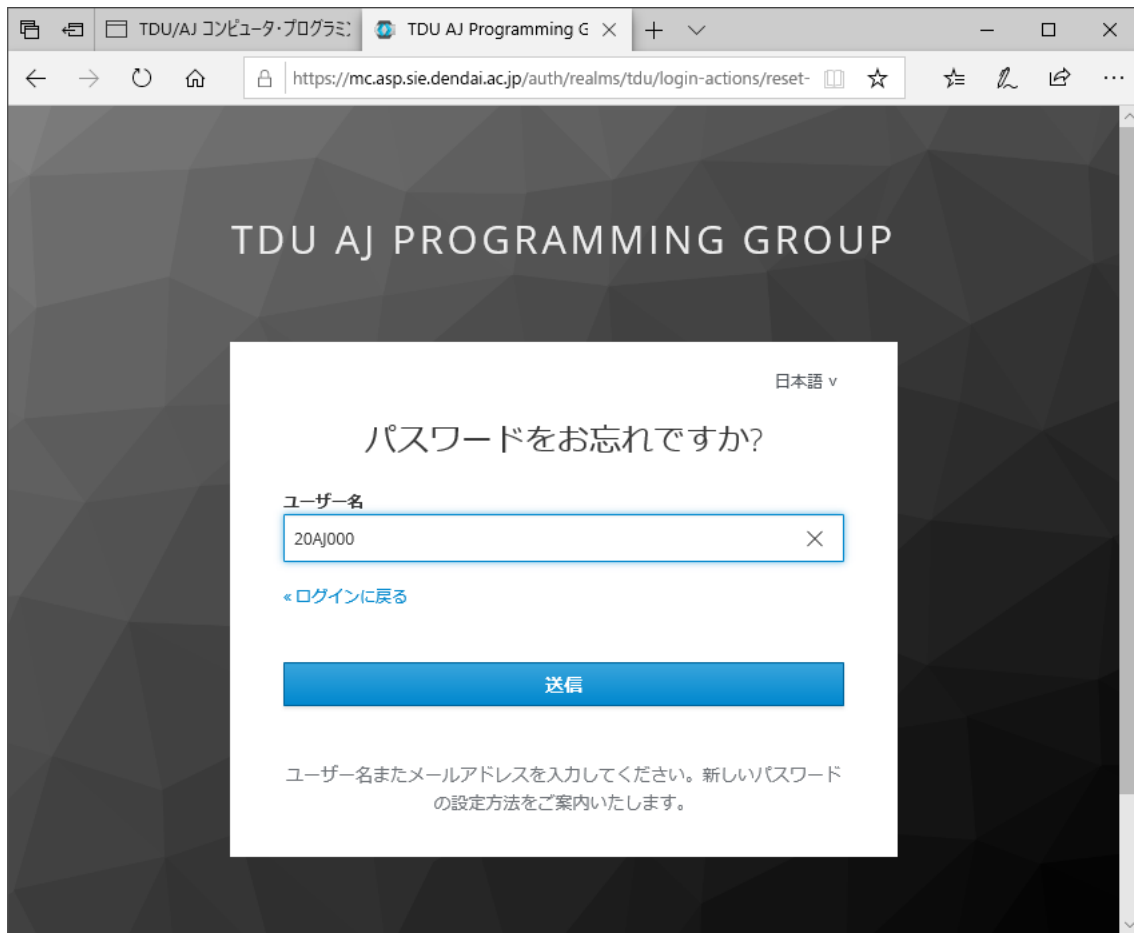 TDU/AJ コンピュータ・プログラミン
TDU AJ Programming G
https://mc.asp.sie.dendai.ac.jp/auth/realms/tdu/login-actions/reset-
TDU AJ PROGRAMMING GROUP
日本語 v
パスワードをお忘れですか?
ユーザー名
20AJ000
« ログインに戻る
送信
ユーザー名またメールアドレスを入力してください。新しいパスワード
の設定方法をご案内いたします。